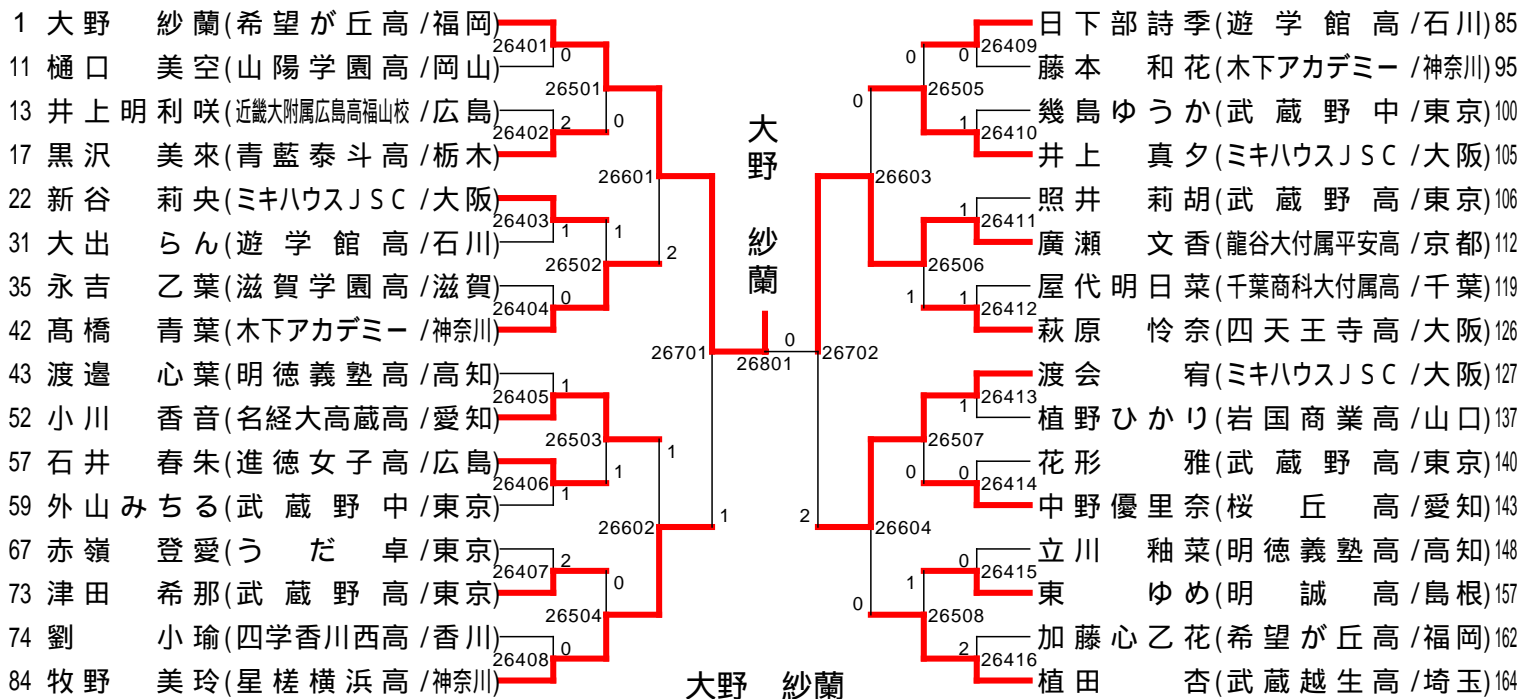 1 大野 紗蘭(希望が丘高/福岡)
11 樋口 美空(山陽学園高/岡山)
13 井上明利咲(近畿大附属広島高福山校/広島)
17 黒沢 美來(青藍泰斗高/栃木)
22 新谷 莉央(ミキハウスJSC/大阪)
31 大出 らん(遊学館高/石川)
35 永吉 乙葉(滋賀学園高/滋賀)
42 髙橋 青葉(木下アカデミー/神奈川)
43 渡邉 心葉(明徳義塾高/高知)
52 小川 香音(名経大高蔵高/愛知)
57 石井 春朱(進徳女子高/広島)
59 外山みちる(武蔵野中/東京)
67 赤嶺 登愛(うだ卓/東京)
73 津田 希那(武蔵野高/東京)
74 劉 小瑜(四学香川西高/香川)
84 牧野 美玲(星槎横浜高/神奈川)
26401 0
26402 2
26403 1
26404 0
26405 1
26406 1
26407 2
26408 0
26501 0
26502 1
26503 1
26504 0
26601 2
26602 1
26701 1
大野 紗蘭
26801 0
26702 2
26603 0
26604 0
26505 0
26506 1
26507 0
26508 1
0 26409
1 26410
1 26411
1 26412
1 26413
0 26414
0 26415
2 26416
日下部詩季(遊学館高/石川)85
藤本 和花(木下アカデミー/神奈川)95
幾島ゆうか(武蔵野中/東京)100
井上 真夕(ミキハウスJSC/大阪)105
照井 莉胡(武蔵野高/東京)106
廣瀬 文香(龍谷大付属平安高/京都)112
屋代明日菜(千葉商科大付属高/千葉)119
萩原 怜奈(四天王寺高/大阪)126
渡会 宥(ミキハウスJSC/大阪)127
植野ひかり(岩国商業高/山口)137
花形 雅(武蔵野高/東京)140
中野優里奈(桜丘高/愛知)143
立川 釉菜(明徳義塾高/高知)148
東 ゆめ(明誠高/島根)157
加藤心乙花(希望が丘高/福岡)162
植田 杏(武蔵越生高/埼玉)164
大野 紗蘭